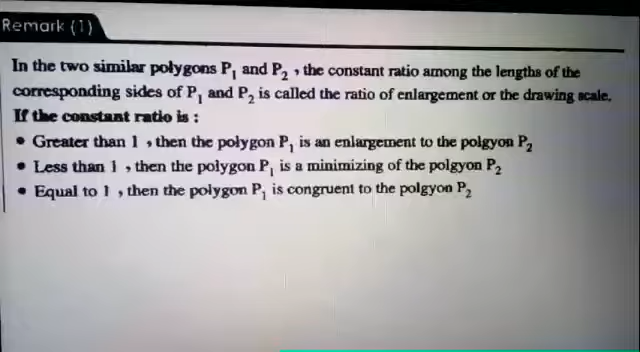 Remark (1)
In the two similar polygons P₁ and P₂ , the constant ratio among the lengths of the
corresponding sides of P₁ and P₂ is called the ratio of enlargement or the drawing scale.
If the constant ratio is :
• Greater than 1 , then the polygon P₁ is an enlargement to the polgyon P₂
• Less than 1 , then the polygon P₁ is a minimizing of the polgyon P₂
• Equal to 1 , then the polygon P₁ is congruent to the polgyon P₂